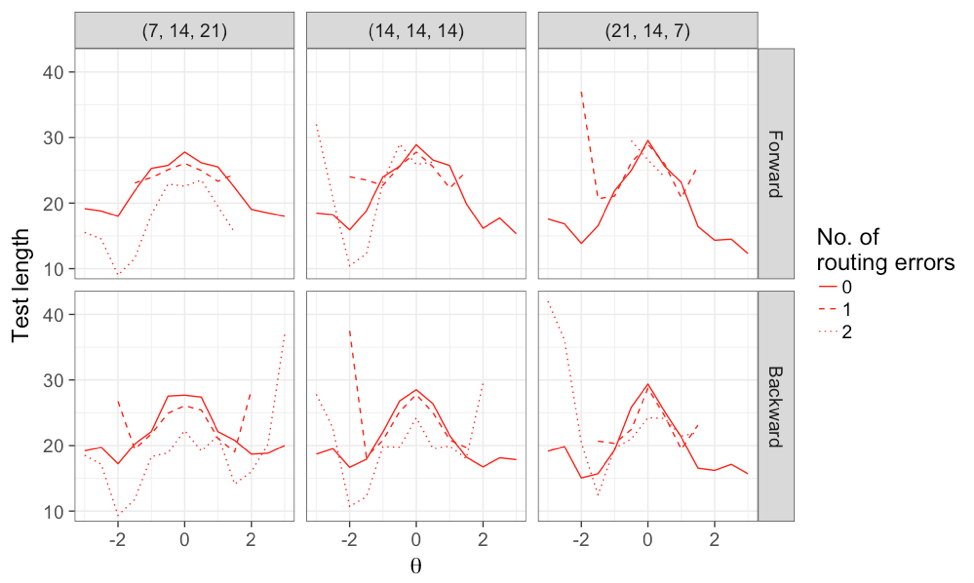 (7, 14, 21)
(14, 14, 14)
(21, 14, 7)
40
30
20
10
Forward
Test length
40
30
20
10
Backward
-2 0 2
-2 0 2
-2 0 2
θ
No. of
routing errors
0
1
2